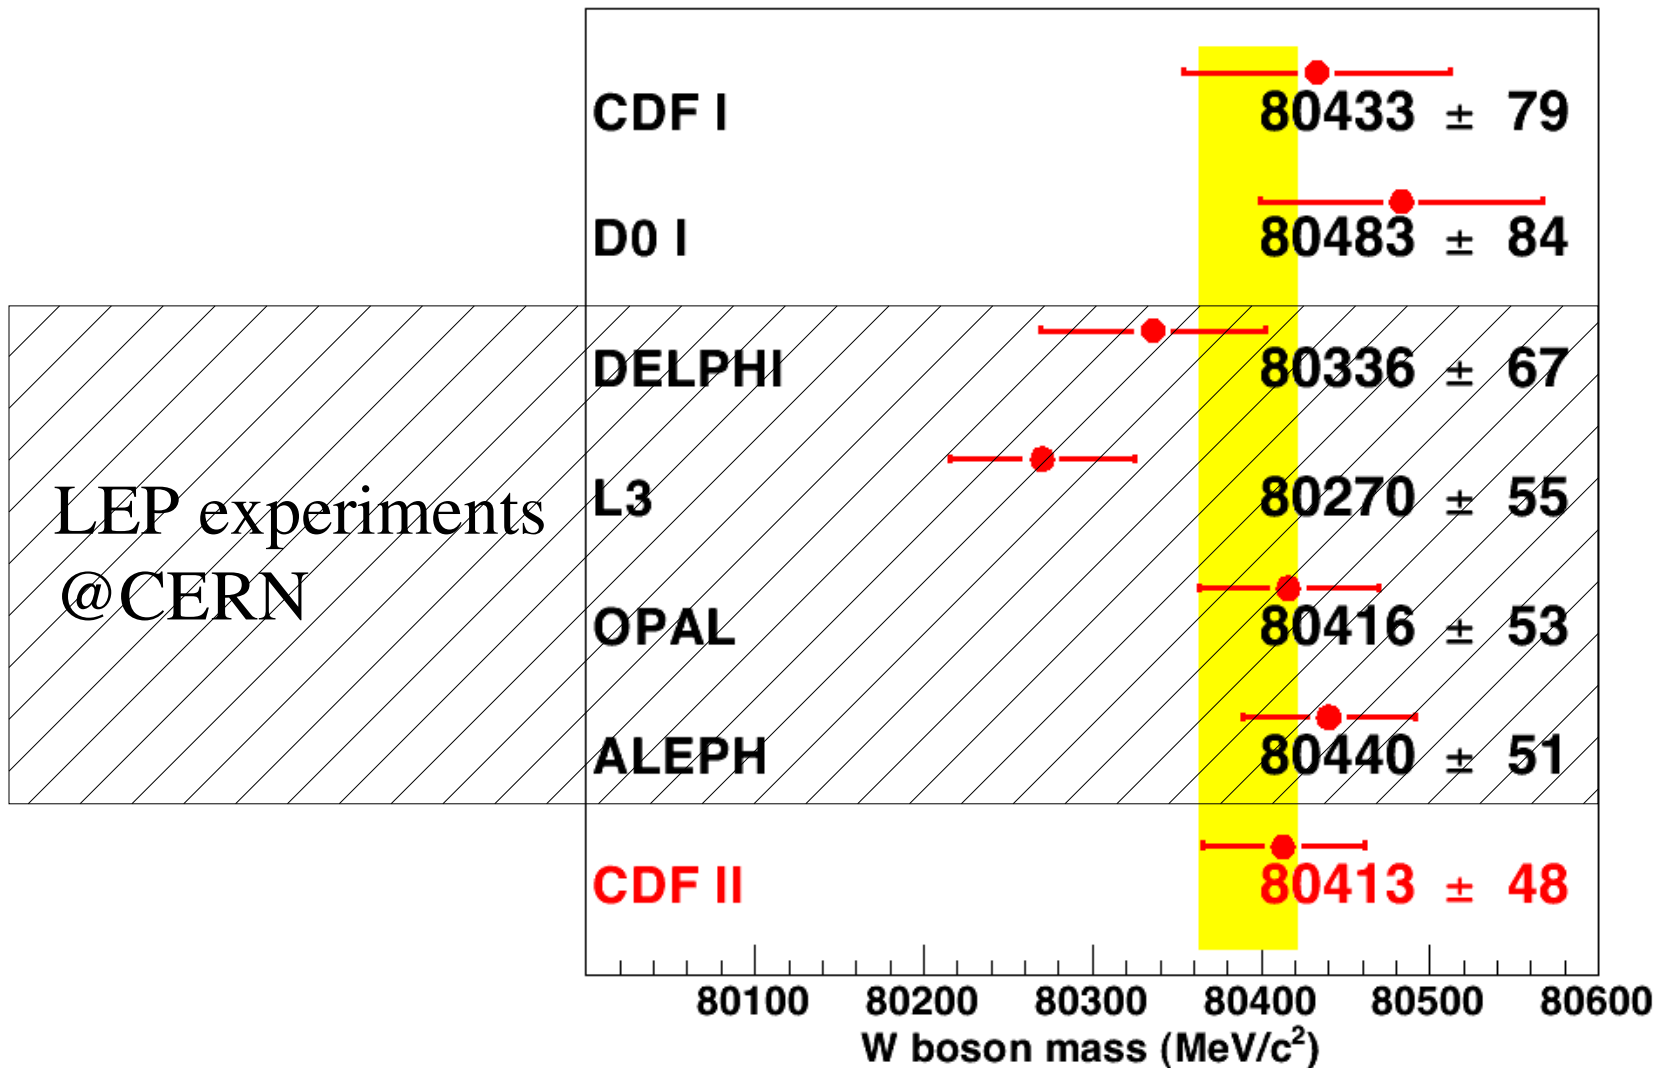 CDF I 80433 ± 79
D0 I 80483 ± 84
DELPHI 80336 ± 67
L3 80270 ± 55
LEP experiments
@CERN
OPAL 80416 ± 53
ALEPH 80440 ± 51
CDF II 80413 ± 48
80100 80200 80300 80400 80500 80600
W boson mass (MeV/c²)